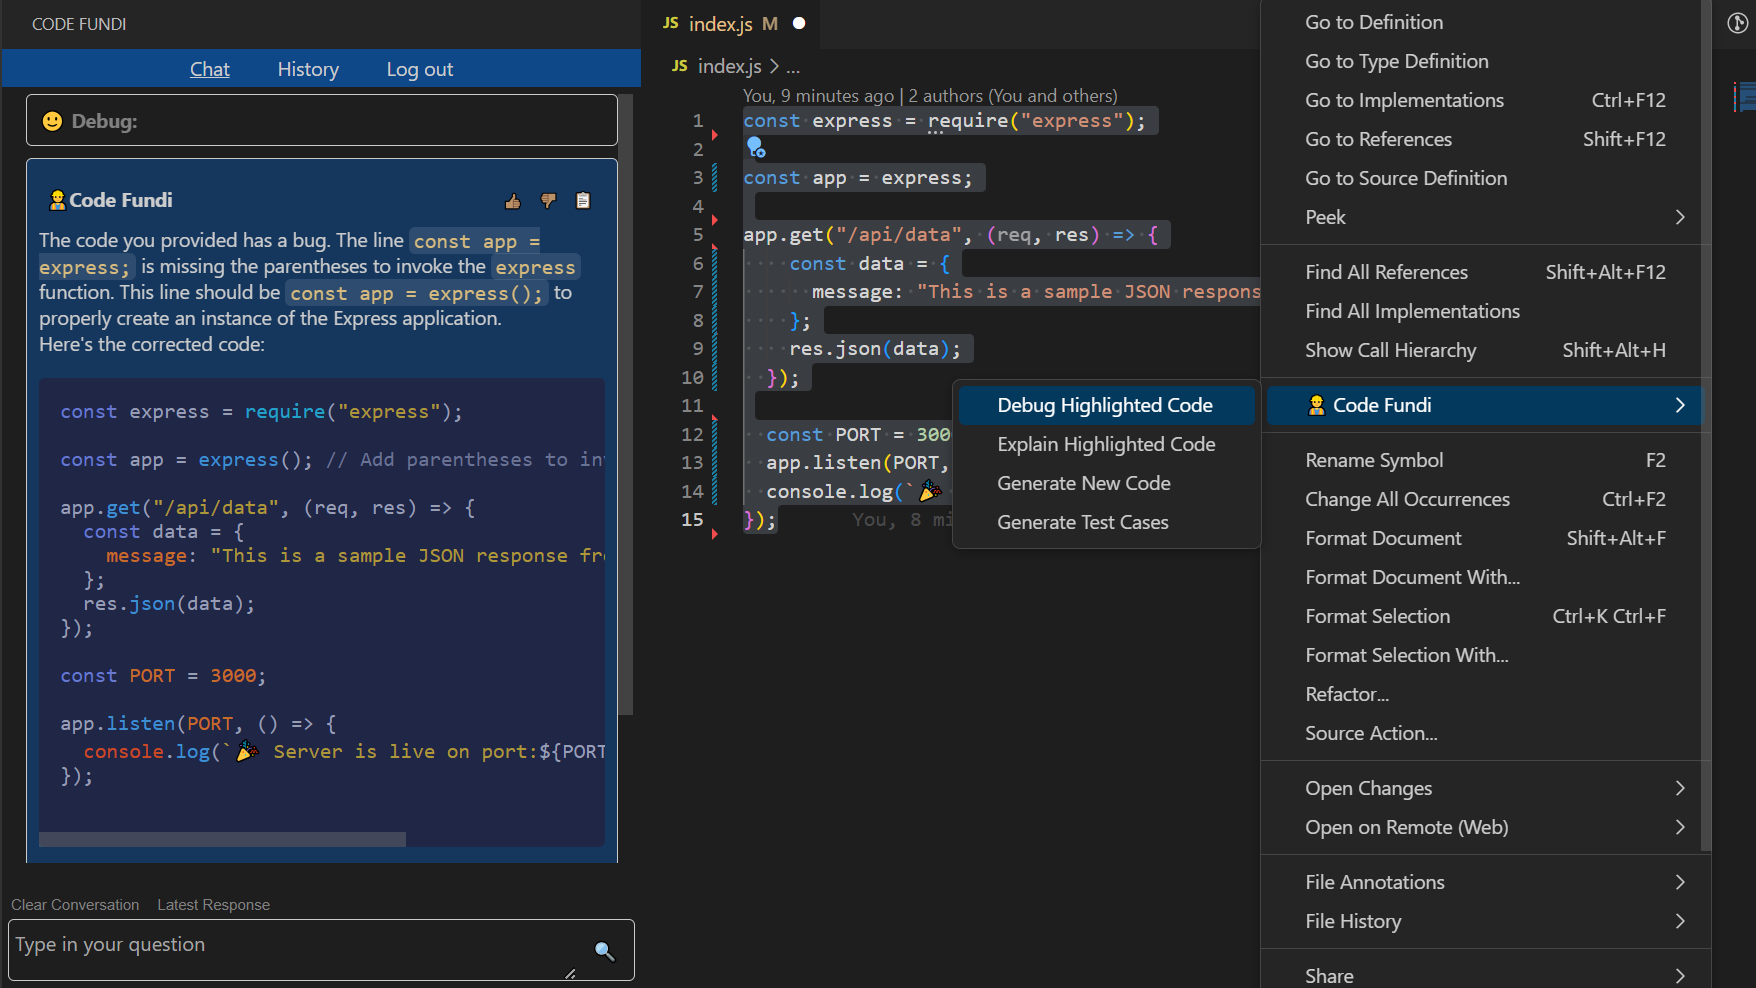 CODE FUNDI
Chat History Log out
Debug:
Code Fundi
The code you provided has a bug. The line const app =
express; is missing the parentheses to invoke the express
function. This line should be const app = express(); to
properly create an instance of the Express application.
Here's the corrected code:
const express = require("express");
const app = express(); // Add parentheses to in
app.get("/api/data", (req, res) => {
const data = {
message: "This is a sample JSON response fr
};
res.json(data);
});
const PORT = 3000;
app.listen(PORT, () => {
console.log(`🎉 Server is live on port:${PORT
});
Clear Conversation Latest Response
Type in your question
JS index.js M
JS index.js > ...
You, 9 minutes ago | 2 authors (You and others)
1 const express = require("express");
2
3 const app = express;
4
5 app.get("/api/data", (req, res) => {
6 const data = {
7 message: "This is a sample JSON respons
8 };
9 res.json(data);
10 });
11
12 const PORT = 300
13 app.listen(PORT,
14 console.log(`🎉
15 }); You, 8 mi
Debug Highlighted Code
Explain Highlighted Code
Generate New Code
Generate Test Cases
Go to Definition
Go to Type Definition
Go to Implementations Ctrl+F12
Go to References Shift+F12
Go to Source Definition
Peek
Find All References Shift+Alt+F12
Find All Implementations
Show Call Hierarchy Shift+Alt+H
Code Fundi
Rename Symbol F2
Change All Occurrences Ctrl+F2
Format Document Shift+Alt+F
Format Document With...
Format Selection Ctrl+K Ctrl+F
Format Selection With...
Refactor...
Source Action...
Open Changes
Open on Remote (Web)
File Annotations
File History
Share